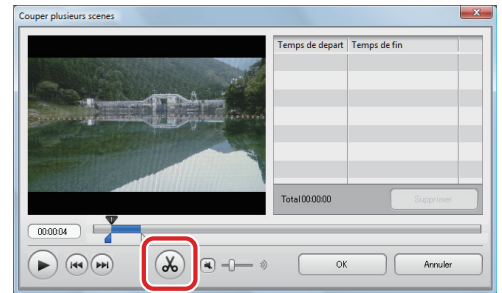 Couper plusieurs scenes
Temps de depart Temps de fin
Total 00:00:00 Supprimer
00:00:04
OK Annuler